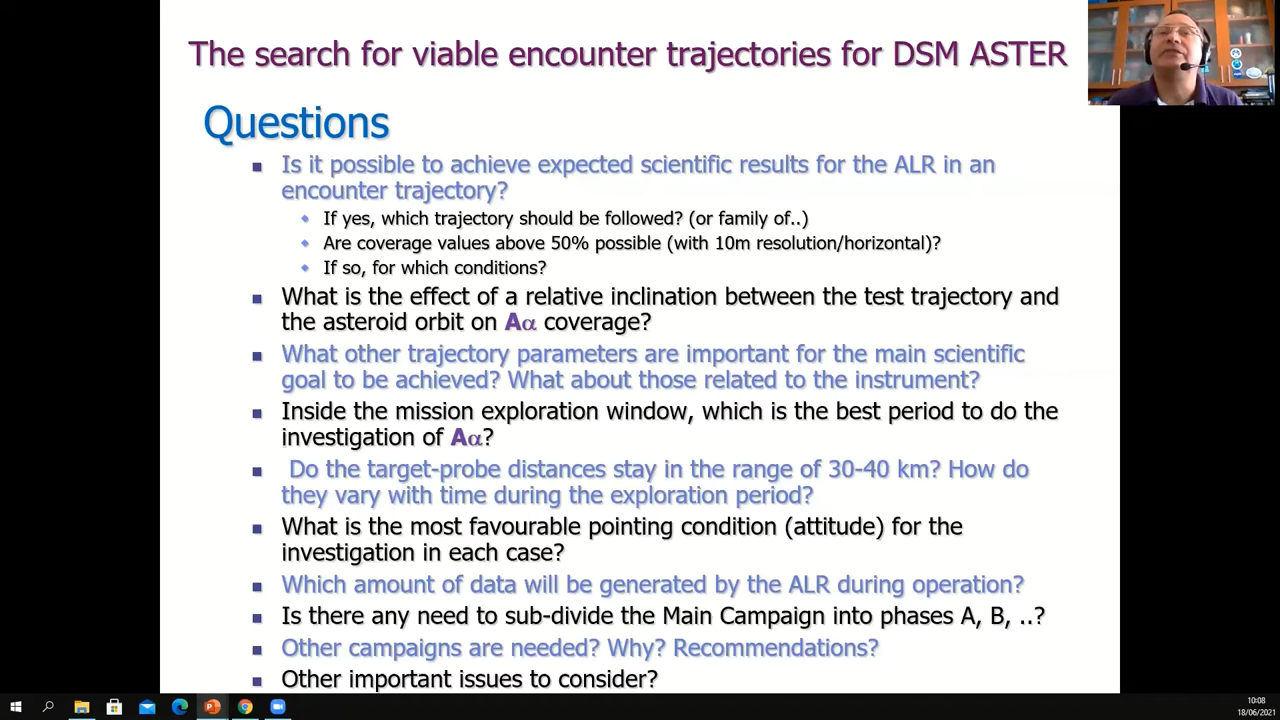 The search for viable encounter trajectories for DSM ASTER
Questions
Is it possible to achieve expected scientific results for the ALR in an
encounter trajectory?
If yes, which trajectory should be followed? (or family of..)
Are coverage values above 50% possible (with 10m resolution/horizontal)?
If so, for which conditions?
What is the effect of a relative inclination between the test trajectory and
the asteroid orbit on Aα coverage?
What other trajectory parameters are important for the main scientific
goal to be achieved? What about those related to the instrument?
Inside the mission exploration window, which is the best period to do the
investigation of Aα?
Do the target-probe distances stay in the range of 30-40 km? How do
they vary with time during the exploration period?
What is the most favourable pointing condition (attitude) for the
investigation in each case?
Which amount of data will be generated by the ALR during operation?
Is there any need to sub-divide the Main Campaign into phases A, B, ..?
Other campaigns are needed? Why? Recommendations?
Other important issues to consider?
10:08
18/06/2021